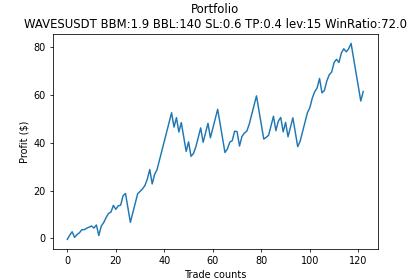 Portfolio
WAVESUSDT BBM:1.9 BBL:140 SL:0.6 TP:0.4 lev:15 WinRatio:72.0
80
60
40
20
0
Profit ($)
0 20 40 60 80 100 120
Trade counts